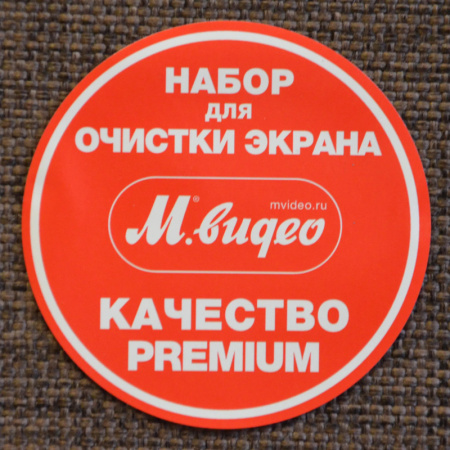 НАБОР
для
ОЧИСТКИ ЭКРАНА
mvideo.ru
М.видео®
КАЧЕСТВО
PREMIUM